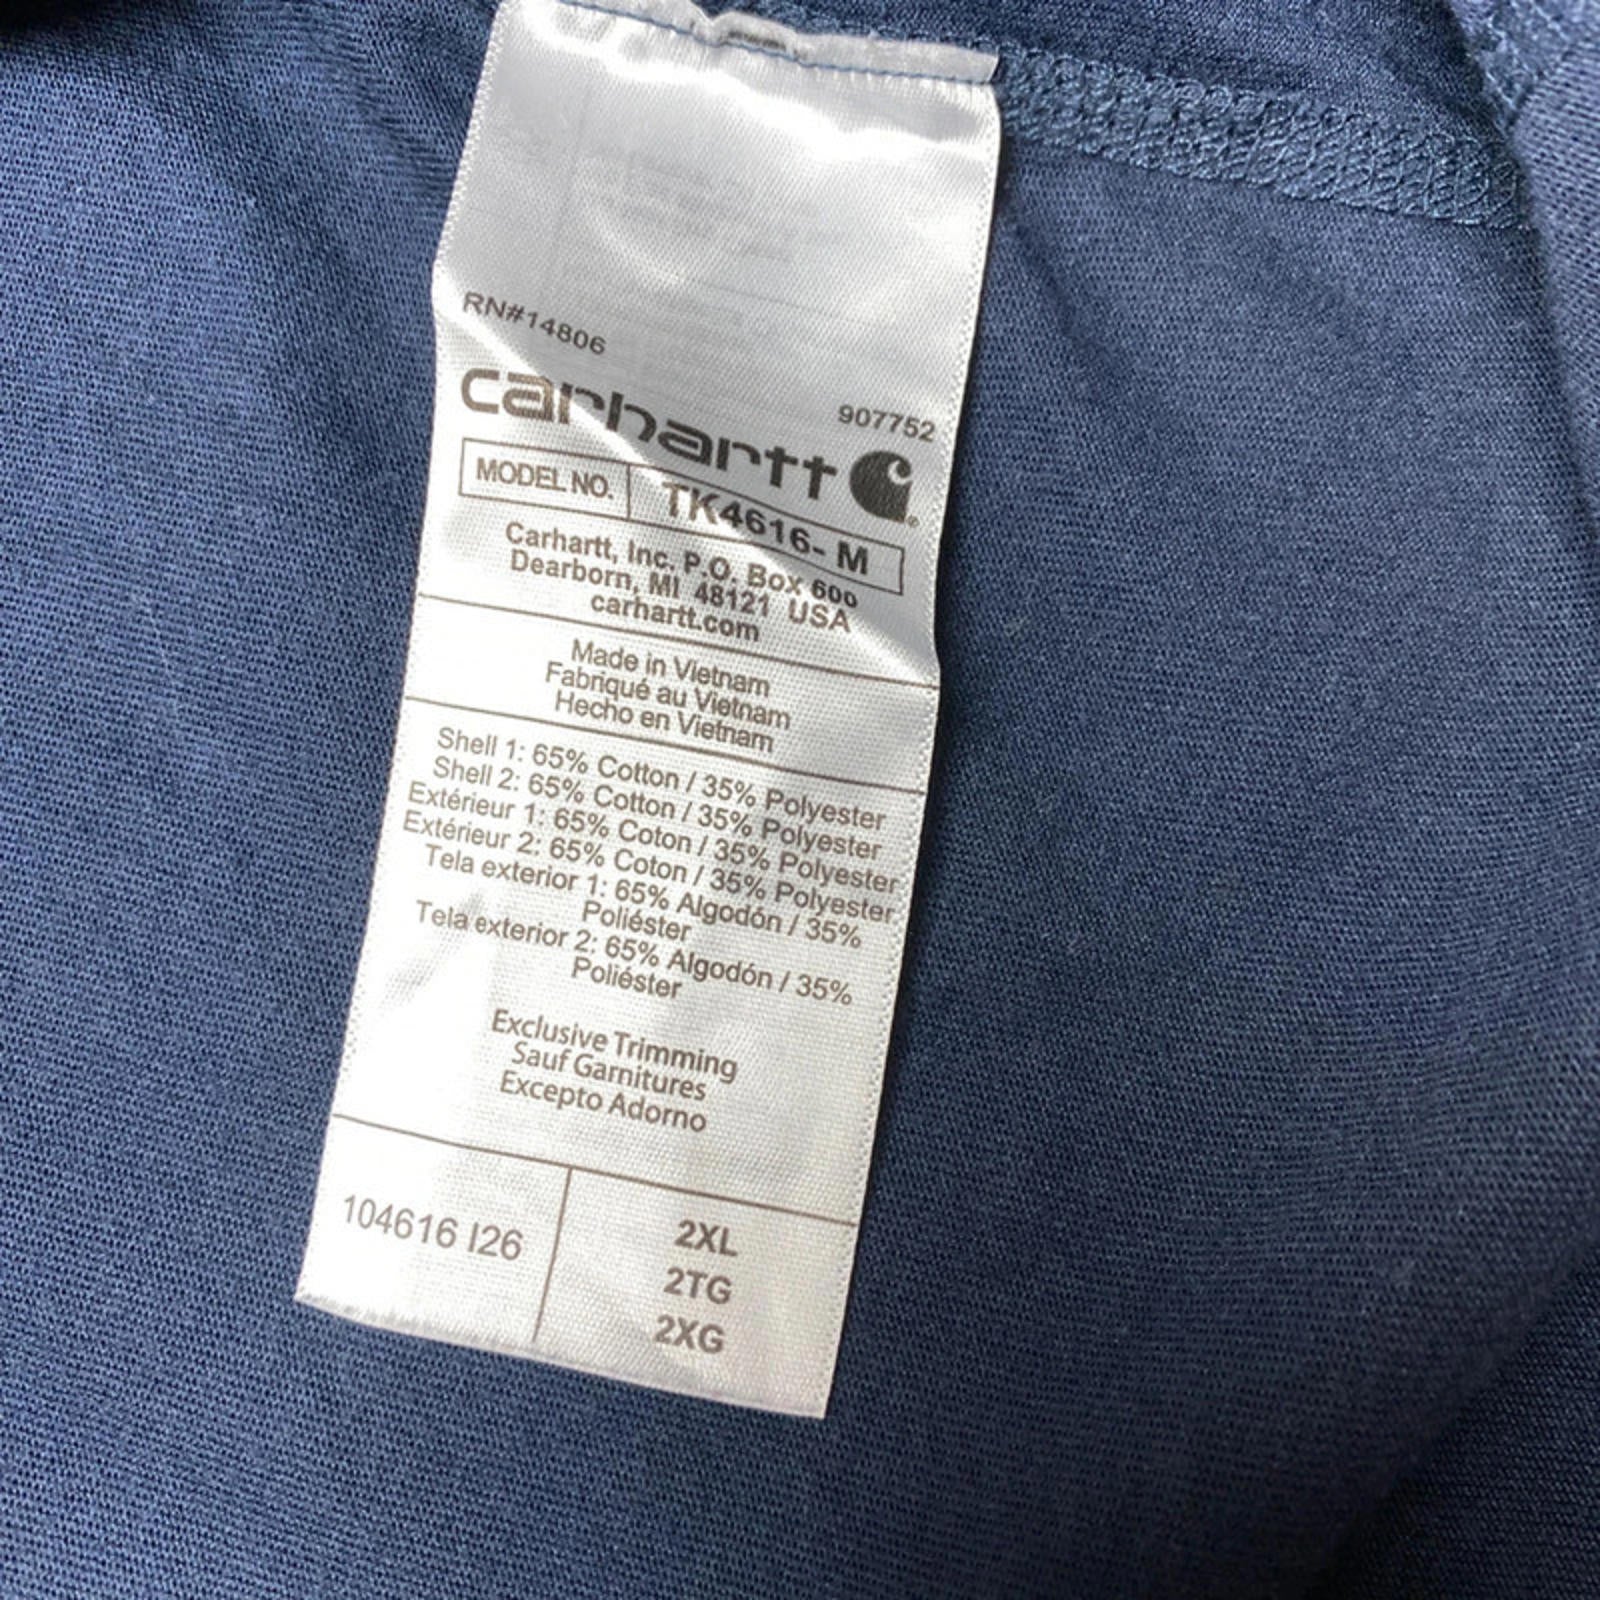 RN#14806
907752
carhartt
MODEL NO. TK4616- M
Carhartt, Inc. P.O. Box 600
Dearborn, MI 48121 USA
carhartt.com
Made in Vietnam
Fabriqué au Vietnam
Hecho en Vietnam
Shell 1: 65% Cotton / 35% Polyester
Shell 2: 65% Cotton / 35% Polyester
Extérieur 1: 65% Coton / 35% Polyester
Extérieur 2: 65% Coton / 35% Polyester
Tela exterior 1: 65% Algodón / 35%
Poliéster
Tela exterior 2: 65% Algodón / 35%
Poliéster
Exclusive Trimming
Sauf Garnitures
Excepto Adorno
104616 I26
2XL
2TG
2XG